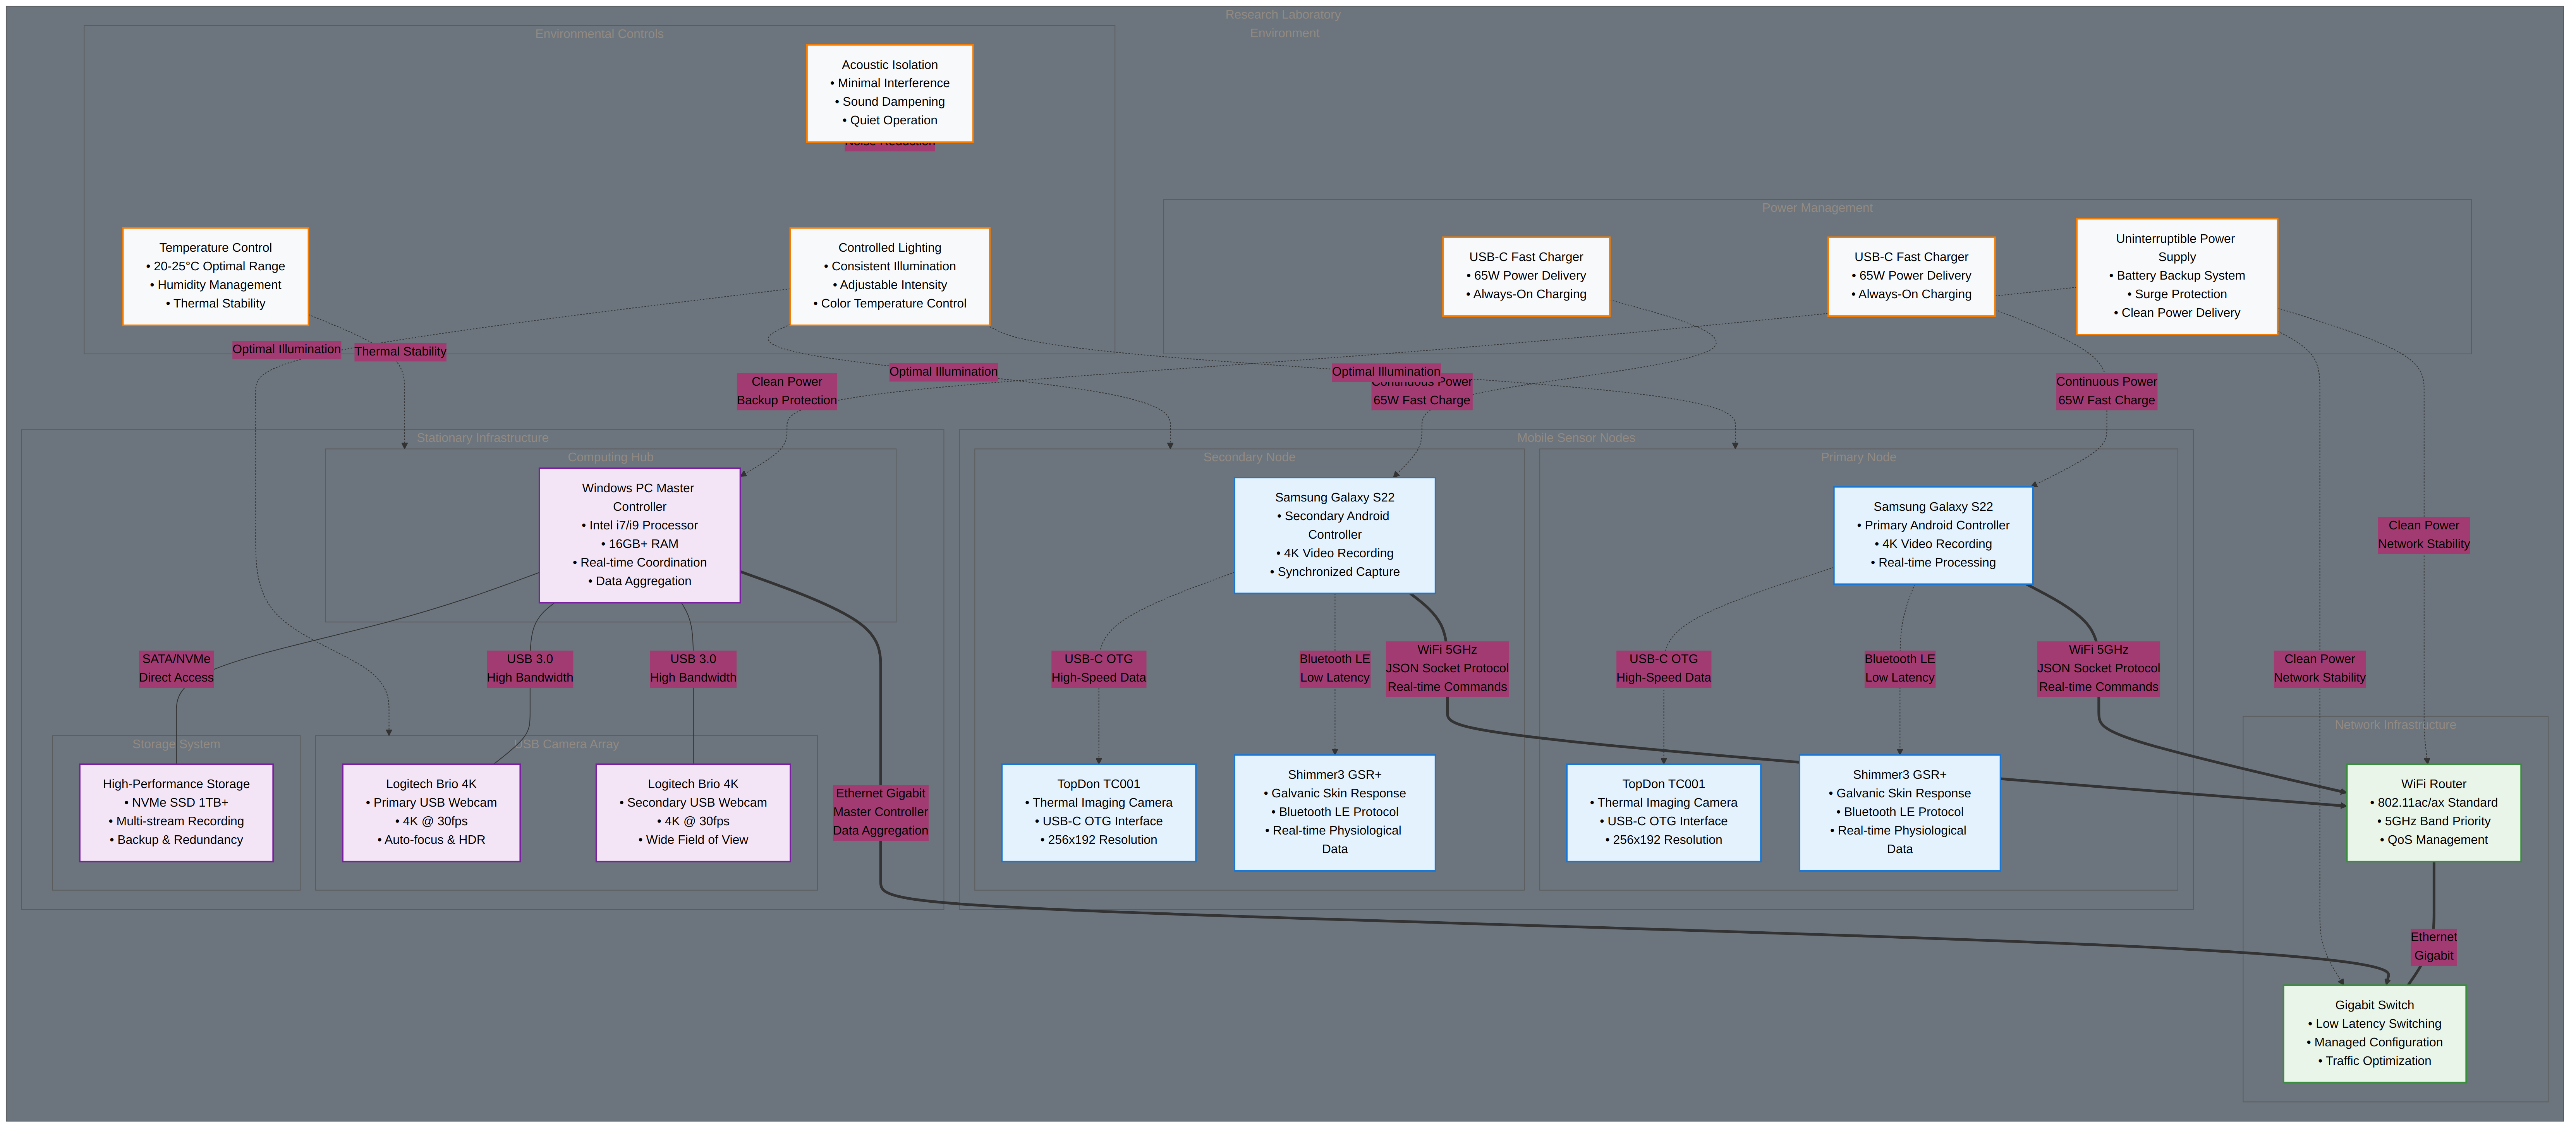 Research Laboratory
Environment
Environmental Controls
Acoustic Isolation
• Minimal Interference
• Sound Dampening
• Quiet Operation
Noise Reduction
Power Management
Temperature Control
• 20-25°C Optimal Range
• Humidity Management
• Thermal Stability
Controlled Lighting
• Consistent Illumination
• Adjustable Intensity
• Color Temperature Control
USB-C Fast Charger
• 65W Power Delivery
• Always-On Charging
USB-C Fast Charger
• 65W Power Delivery
• Always-On Charging
Uninterruptible Power
Supply
• Battery Backup System
• Surge Protection
• Clean Power Delivery
Optimal Illumination
Thermal Stability
Clean Power
Backup Protection
Optimal Illumination
Optimal Illumination
Continuous Power
65W Fast Charge
Continuous Power
65W Fast Charge
Stationary Infrastructure
Computing Hub
Windows PC Master
Controller
• Intel i7/i9 Processor
• 16GB+ RAM
• Real-time Coordination
• Data Aggregation
Mobile Sensor Nodes
Secondary Node
Samsung Galaxy S22
• Secondary Android
Controller
• 4K Video Recording
• Synchronized Capture
Primary Node
Samsung Galaxy S22
• Primary Android Controller
• 4K Video Recording
• Real-time Processing
Clean Power
Network Stability
SATA/NVMe
Direct Access
USB 3.0
High Bandwidth
USB 3.0
High Bandwidth
USB-C OTG
High-Speed Data
Bluetooth LE
Low Latency
WiFi 5GHz
JSON Socket Protocol
Real-time Commands
USB-C OTG
High-Speed Data
Bluetooth LE
Low Latency
WiFi 5GHz
JSON Socket Protocol
Real-time Commands
Clean Power
Network Stability
Storage System
High-Performance Storage
• NVMe SSD 1TB+
• Multi-stream Recording
• Backup & Redundancy
USB Camera Array
Logitech Brio 4K
• Primary USB Webcam
• 4K @ 30fps
• Auto-focus & HDR
Logitech Brio 4K
• Secondary USB Webcam
• 4K @ 30fps
• Wide Field of View
Ethernet Gigabit
Master Controller
Data Aggregation
TopDon TC001
• Thermal Imaging Camera
• USB-C OTG Interface
• 256x192 Resolution
Shimmer3 GSR+
• Galvanic Skin Response
• Bluetooth LE Protocol
• Real-time Physiological
Data
TopDon TC001
• Thermal Imaging Camera
• USB-C OTG Interface
• 256x192 Resolution
Shimmer3 GSR+
• Galvanic Skin Response
• Bluetooth LE Protocol
• Real-time Physiological
Data
Network Infrastructure
WiFi Router
• 802.11ac/ax Standard
• 5GHz Band Priority
• QoS Management
Ethernet
Gigabit
Gigabit Switch
• Low Latency Switching
• Managed Configuration
• Traffic Optimization